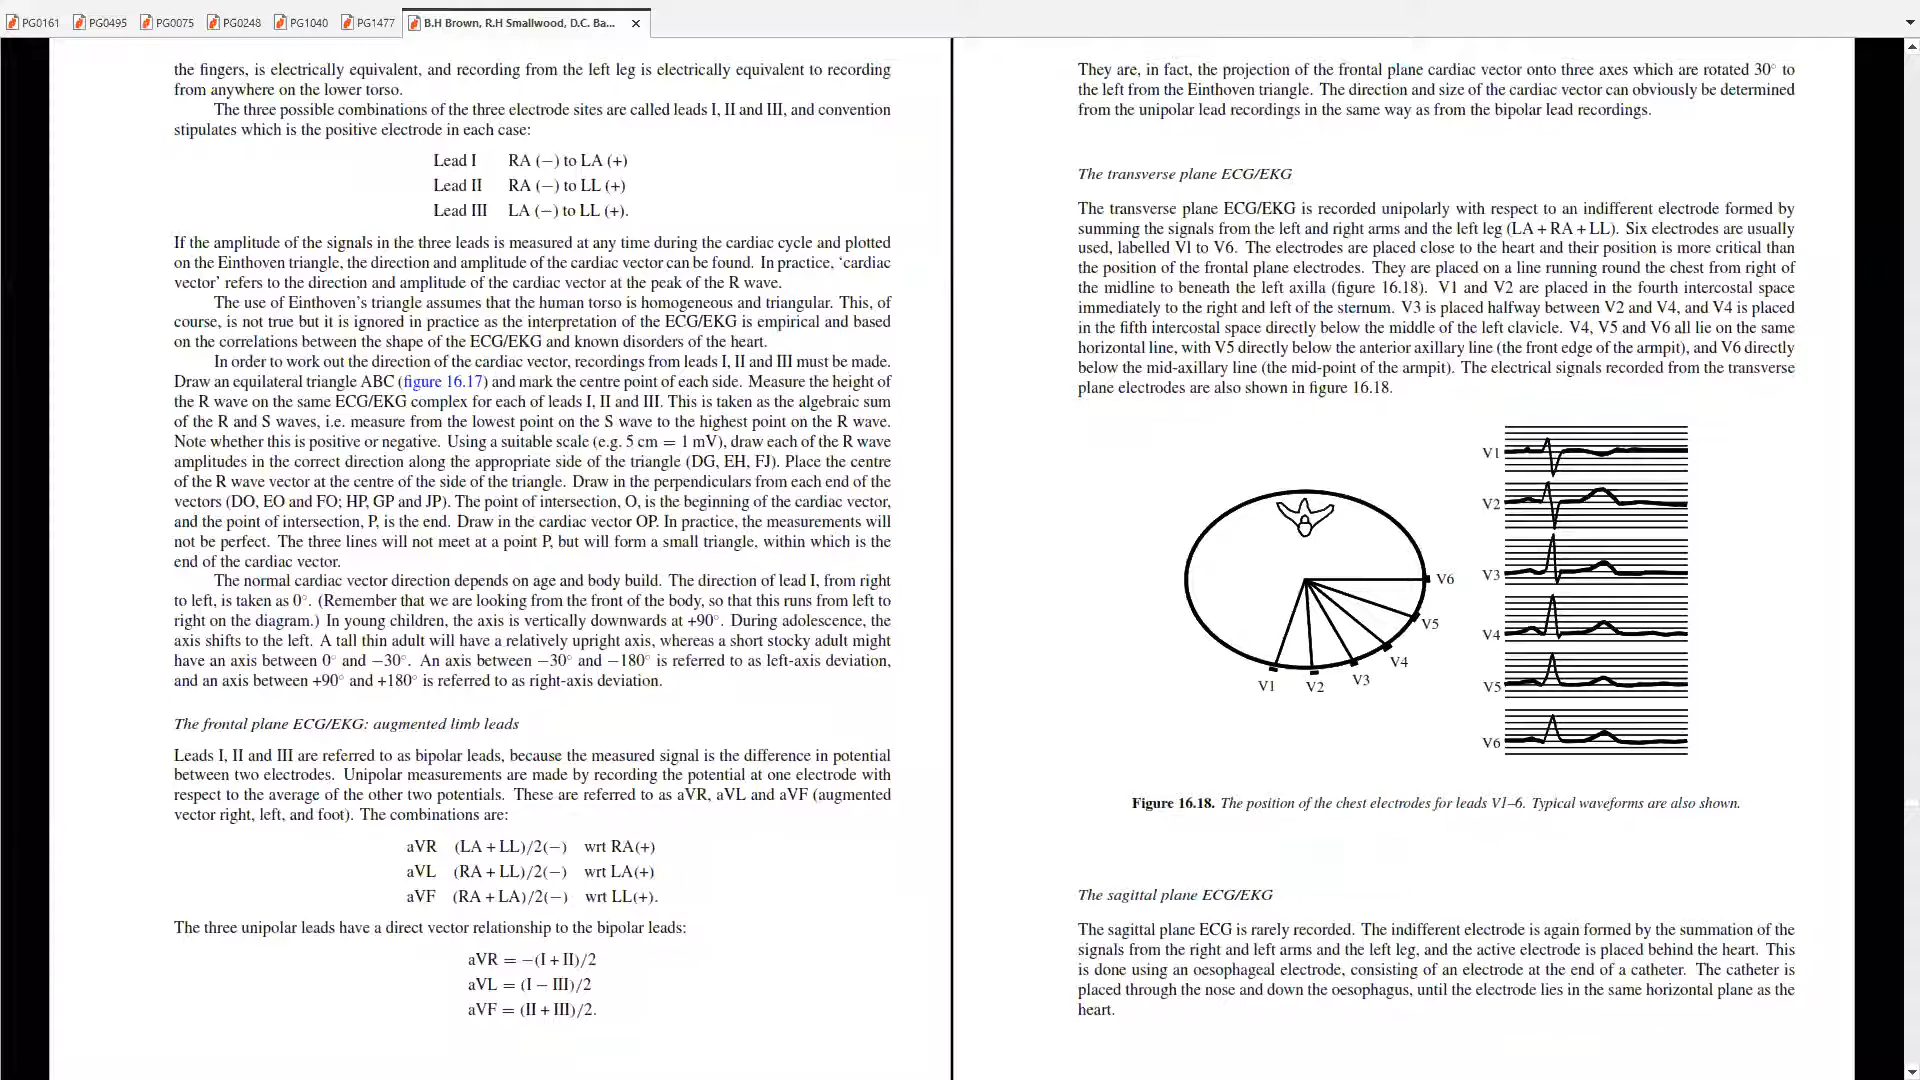 PG0161
PG0495
PG0075
PG0248
PG1040
PG1477
B.H Brown, R.H Smallwood, D.C. Ba...
the fingers, is electrically equivalent, and recording from the left leg is electrically equivalent to recording
from anywhere on the lower torso.
The three possible combinations of the three electrode sites are called leads I, II and III, and convention
stipulates which is the positive electrode in each case:
Lead I RA (−) to LA (+)
Lead II RA (−) to LL (+)
Lead III LA (−) to LL (+).
If the amplitude of the signals in the three leads is measured at any time during the cardiac cycle and plotted
on the Einthoven triangle, the direction and amplitude of the cardiac vector can be found. In practice, ‘cardiac
vector’ refers to the direction and amplitude of the cardiac vector at the peak of the R wave.
The use of Einthoven’s triangle assumes that the human torso is homogeneous and triangular. This, of
course, is not true but it is ignored in practice as the interpretation of the ECG/EKG is empirical and based
on the correlations between the shape of the ECG/EKG and known disorders of the heart.
In order to work out the direction of the cardiac vector, recordings from leads I, II and III must be made.
Draw an equilateral triangle ABC (figure 16.17) and mark the centre point of each side. Measure the height of
the R wave on the same ECG/EKG complex for each of leads I, II and III. This is taken as the algebraic sum
of the R and S waves, i.e. measure from the lowest point on the S wave to the highest point on the R wave.
Note whether this is positive or negative. Using a suitable scale (e.g. 5 cm = 1 mV), draw each of the R wave
amplitudes in the correct direction along the appropriate side of the triangle (DG, EH, FJ). Place the centre
of the R wave vector at the centre of the side of the triangle. Draw in the perpendiculars from each end of the
vectors (DO, EO and FO; HP, GP and JP). The point of intersection, O, is the beginning of the cardiac vector,
and the point of intersection, P, is the end. Draw in the cardiac vector OP. In practice, the measurements will
not be perfect. The three lines will not meet at a point P, but will form a small triangle, within which is the
end of the cardiac vector.
The normal cardiac vector direction depends on age and body build. The direction of lead I, from right
to left, is taken as 0°. (Remember that we are looking from the front of the body, so that this runs from left to
right on the diagram.) In young children, the axis is vertically downwards at +90°. During adolescence, the
axis shifts to the left. A tall thin adult will have a relatively upright axis, whereas a short stocky adult might
have an axis between 0° and −30°. An axis between −30° and −180° is referred to as left-axis deviation,
and an axis between +90° and +180° is referred to as right-axis deviation.
The frontal plane ECG/EKG: augmented limb leads
Leads I, II and III are referred to as bipolar leads, because the measured signal is the difference in potential
between two electrodes. Unipolar measurements are made by recording the potential at one electrode with
respect to the average of the other two potentials. These are referred to as aVR, aVL and aVF (augmented
vector right, left, and foot). The combinations are:
aVR (LA + LL)/2(−) wrt RA(+)
aVL (RA + LL)/2(−) wrt LA(+)
aVF (RA + LA)/2(−) wrt LL(+).
The three unipolar leads have a direct vector relationship to the bipolar leads:
aVR = −(I + II)/2
aVL = (I − III)/2
aVF = (II + III)/2.
They are, in fact, the projection of the frontal plane cardiac vector onto three axes which are rotated 30° to
the left from the Einthoven triangle. The direction and size of the cardiac vector can obviously be determined
from the unipolar lead recordings in the same way as from the bipolar lead recordings.
The transverse plane ECG/EKG
The transverse plane ECG/EKG is recorded unipolarly with respect to an indifferent electrode formed by
summing the signals from the left and right arms and the left leg (LA + RA + LL). Six electrodes are usually
used, labelled Vl to V6. The electrodes are placed close to the heart and their position is more critical than
the position of the frontal plane electrodes. They are placed on a line running round the chest from right of
the midline to beneath the left axilla (figure 16.18). V1 and V2 are placed in the fourth intercostal space
immediately to the right and left of the sternum. V3 is placed halfway between V2 and V4, and V4 is placed
in the fifth intercostal space directly below the middle of the left clavicle. V4, V5 and V6 all lie on the same
horizontal line, with V5 directly below the anterior axillary line (the front edge of the armpit), and V6 directly
below the mid-axillary line (the mid-point of the armpit). The electrical signals recorded from the transverse
plane electrodes are also shown in figure 16.18.
V6
V5
V4
V3
V2
V1
V1
V2
V3
V4
V5
V6
Figure 16.18. The position of the chest electrodes for leads V1–6. Typical waveforms are also shown.
The sagittal plane ECG/EKG
The sagittal plane ECG is rarely recorded. The indifferent electrode is again formed by the summation of the
signals from the right and left arms and the left leg, and the active electrode is placed behind the heart. This
is done using an oesophageal electrode, consisting of an electrode at the end of a catheter. The catheter is
placed through the nose and down the oesophagus, until the electrode lies in the same horizontal plane as the
heart.